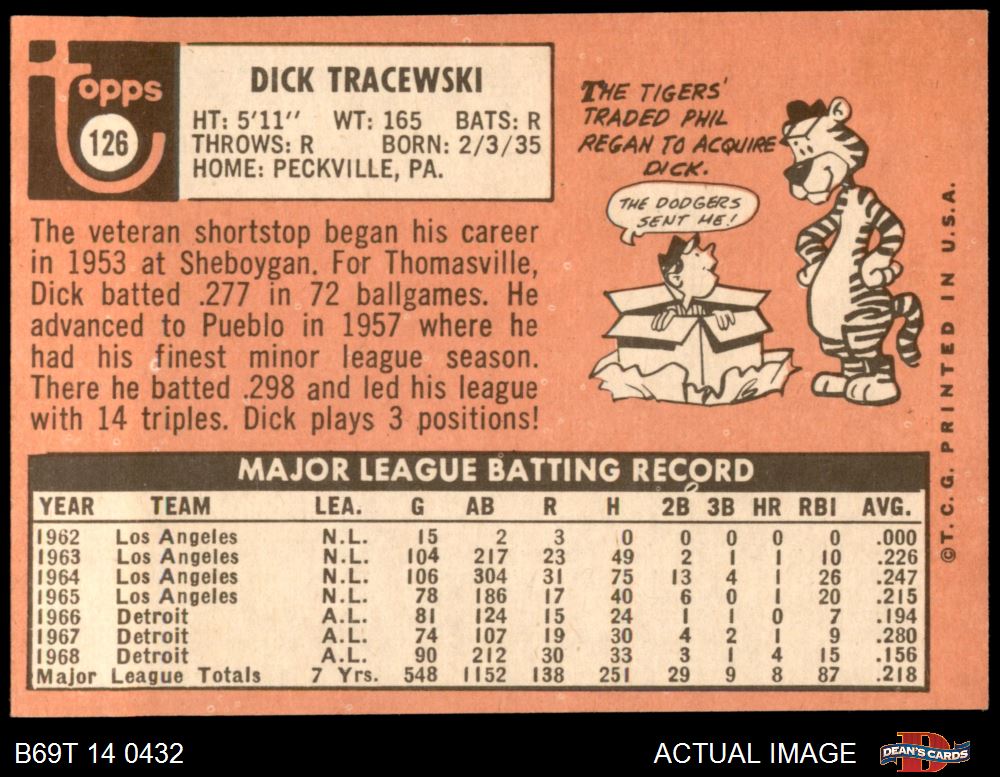 Topps
126
DICK TRACEWSKI
HT: 5'11" WT: 165 BATS: R
THROWS: R BORN: 2/3/35
HOME: PECKVILLE, PA.
The veteran shortstop began his career
in 1953 at Sheboygan. For Thomasville,
Dick batted .277 in 72 ballgames. He
advanced to Pueblo in 1957 where he
had his finest minor league season.
There he batted .298 and led his league
with 14 triples. Dick plays 3 positions!
THE TIGERS'
TRADED PHIL
REGAN TO ACQUIRE
DICK.
THE DODGERS
SENT ME!
©T.C.G. PRINTED IN U.S.A.
MAJOR LEAGUE BATTING RECORD
YEAR TEAM LEA. G AB R H 2B 3B HR RBI AVG.
1962 Los Angeles N.L. 15 2 3 0 0 0 0 0 .000
1963 Los Angeles N.L. 104 217 23 49 2 1 1 10 .226
1964 Los Angeles N.L. 106 304 31 75 13 4 1 26 .247
1965 Los Angeles N.L. 78 186 17 40 6 0 1 20 .215
1966 Detroit A.L. 81 124 15 24 1 1 0 7 .194
1967 Detroit A.L. 74 107 19 30 4 2 1 9 .280
1968 Detroit A.L. 90 212 30 33 3 1 4 15 .156
Major League Totals 7 Yrs. 548 1152 138 251 29 9 8 87 .218
B69T 14 0432
ACTUAL IMAGE
DEAN'S CARDS